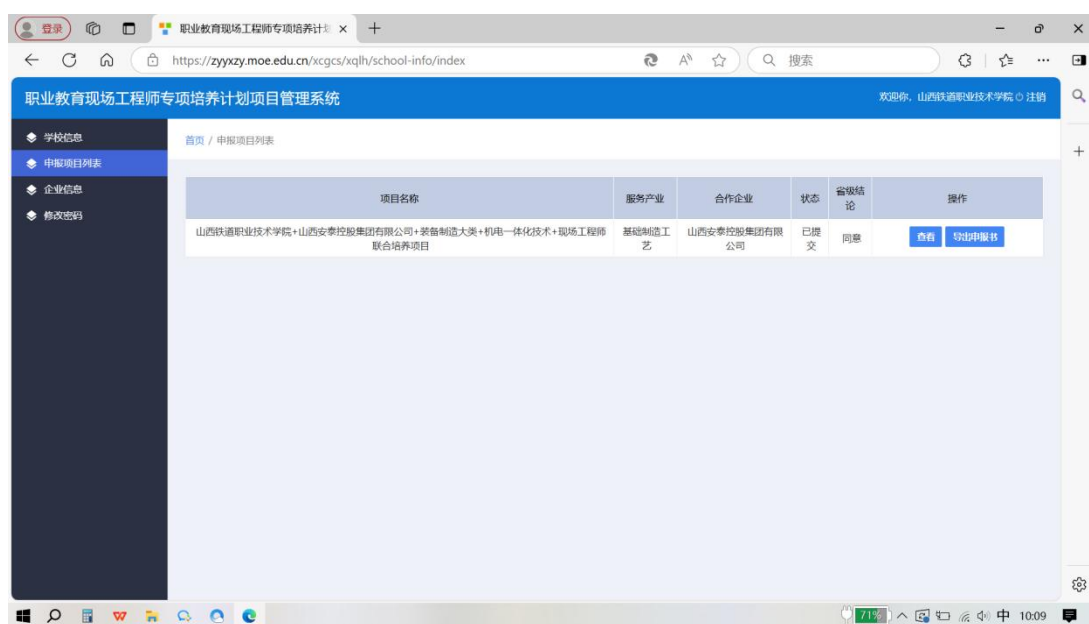 登录
职业教育现场工程师专项培养计划
https://zyyxzy.moe.edu.cn/xcgcs/xqlh/school-info/index
搜索
职业教育现场工程师专项培养计划项目管理系统
欢迎你，山西铁道职业技术学院 注销
学校信息
申报项目列表
企业信息
修改密码
首页 / 申报项目列表
项目名称
服务产业
合作企业
状态
省级结
论
操作
山西铁道职业技术学院+山西安泰控股集团有限公司+装备制造大类+机电一体化技术+现场工程师
联合培养项目
基础制造工
艺
山西安泰控股集团有限
公司
已提
交
同意
查看
导出申报书
71%
中
10:09